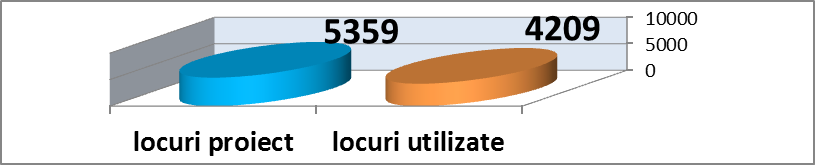 5359
4209
10000
5000
0
locuri proiect
locuri utilizate